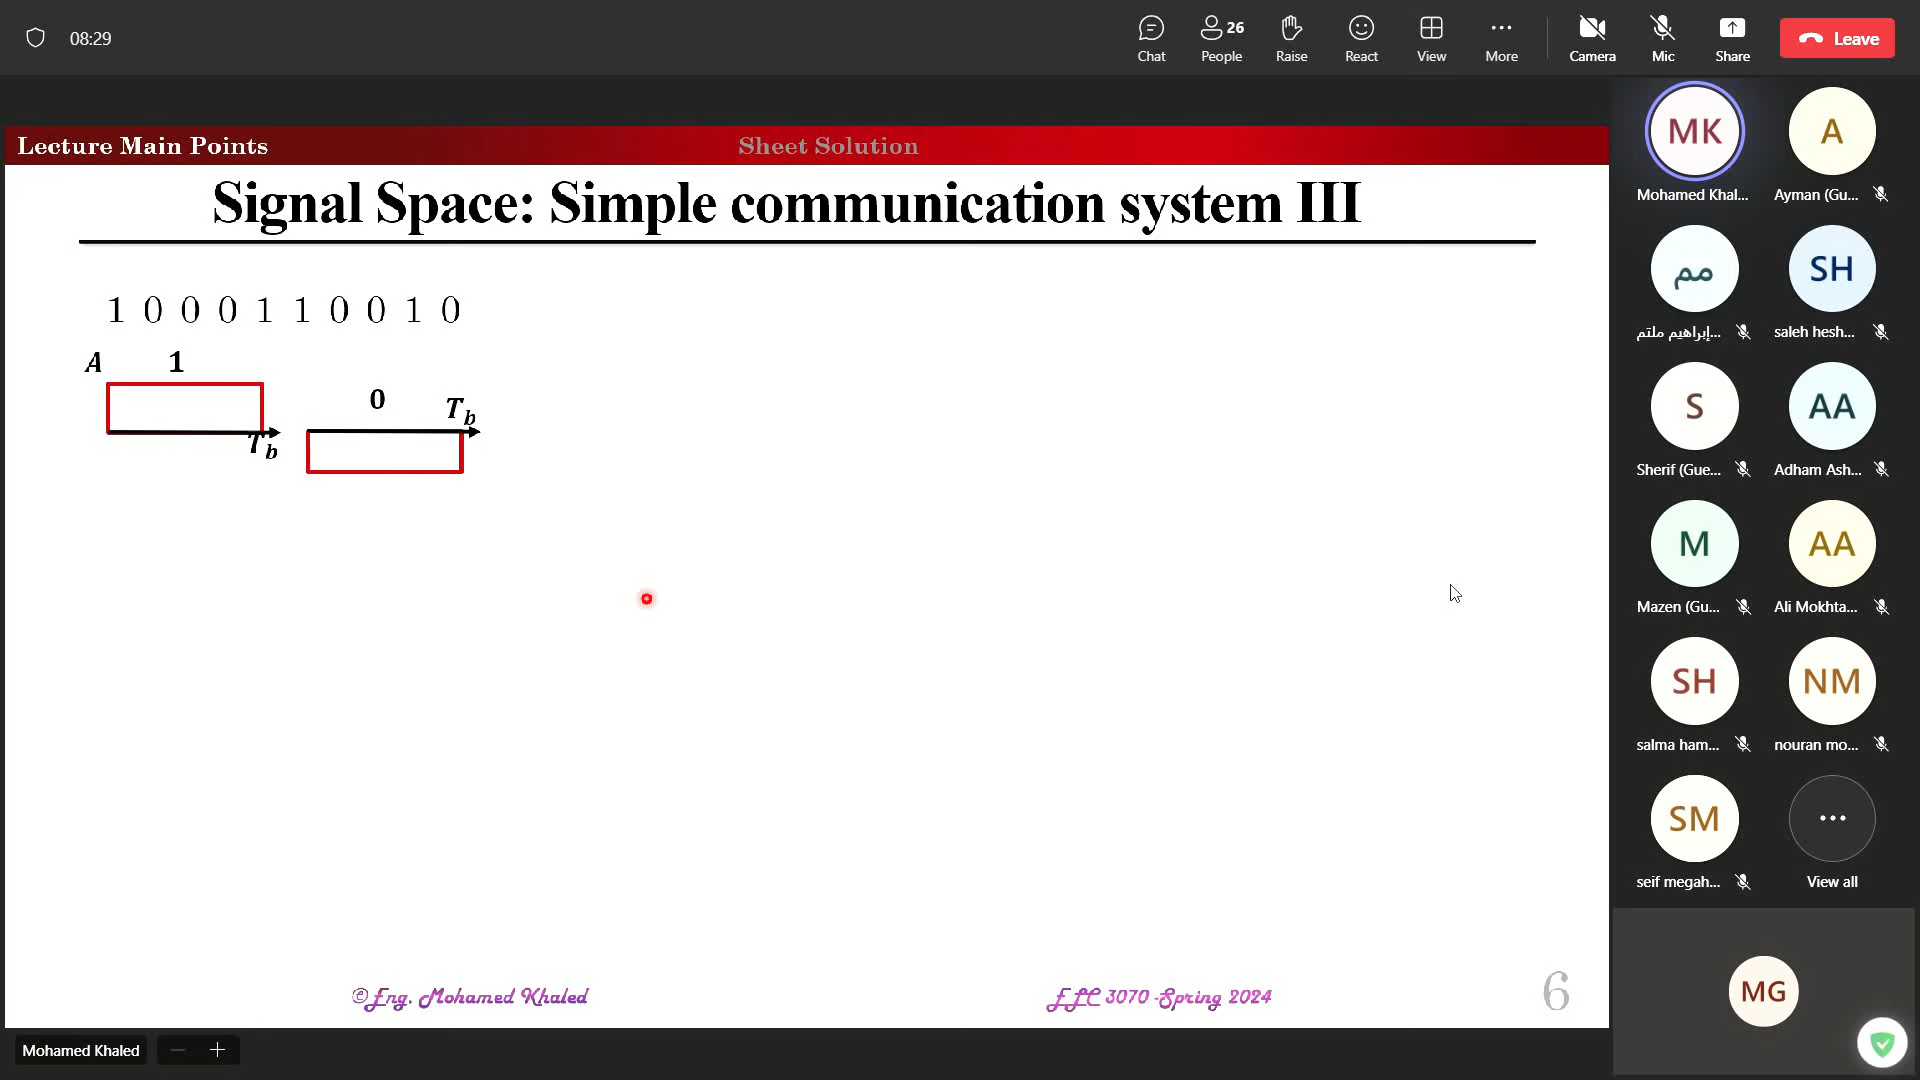 08:29
Chat
26
People
Raise
React
View
More
Camera
Mic
Share
Leave
Lecture Main Points
Sheet Solution
Signal Space: Simple communication system III
1 0 0 0 1 1 0 0 1 0
A 1
0
T_b
T_b
©Eng. Mohamed Khaled
ELC 3070 -Spring 2024
6
MK
Mohamed Khal...
A
Ayman (Gu...
مم
إبراهيم ملتم...
SH
saleh hesh...
S
Sherif (Gue...
AA
Adham Ash...
M
Mazen (Gu...
AA
Ali Mokhta...
SH
salma ham...
NM
nouran mo...
SM
seif megah...
View all
MG
Mohamed Khaled